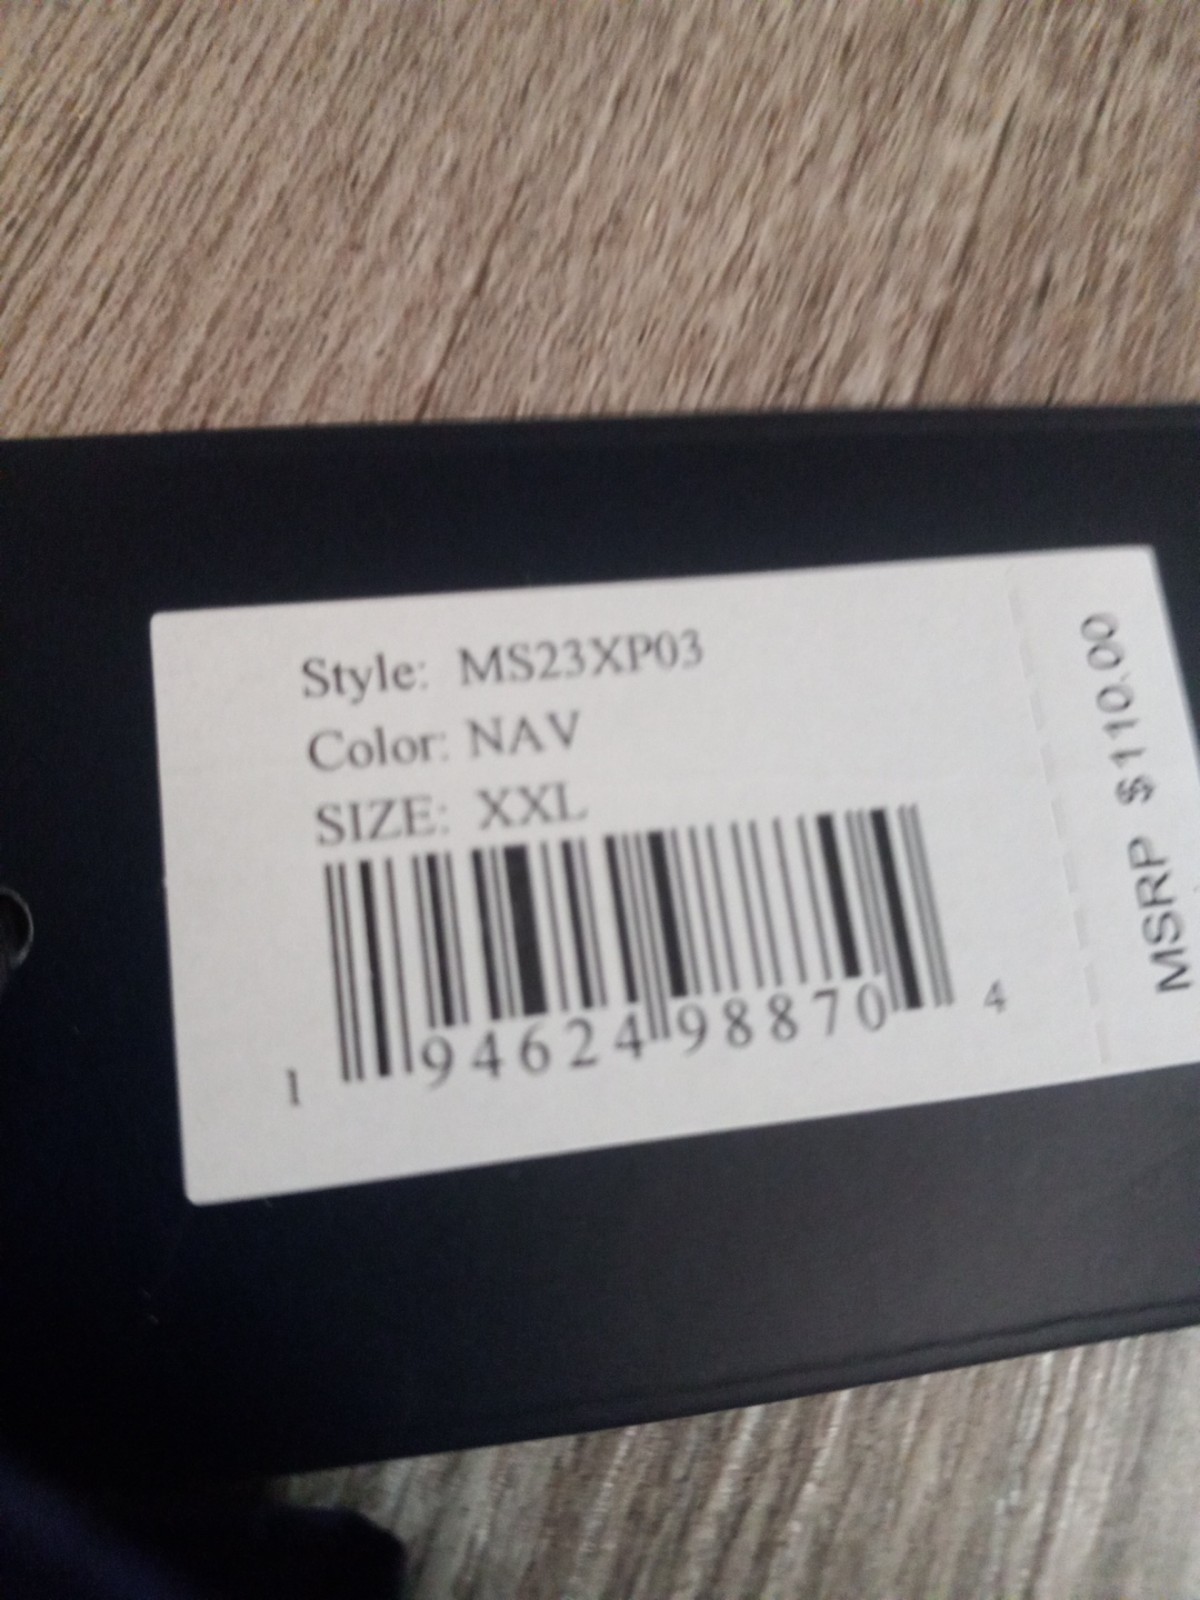 Style: MS23XP03
Color: NAV
SIZE: XXL
1 94624 98870 4
MSRP $110.00